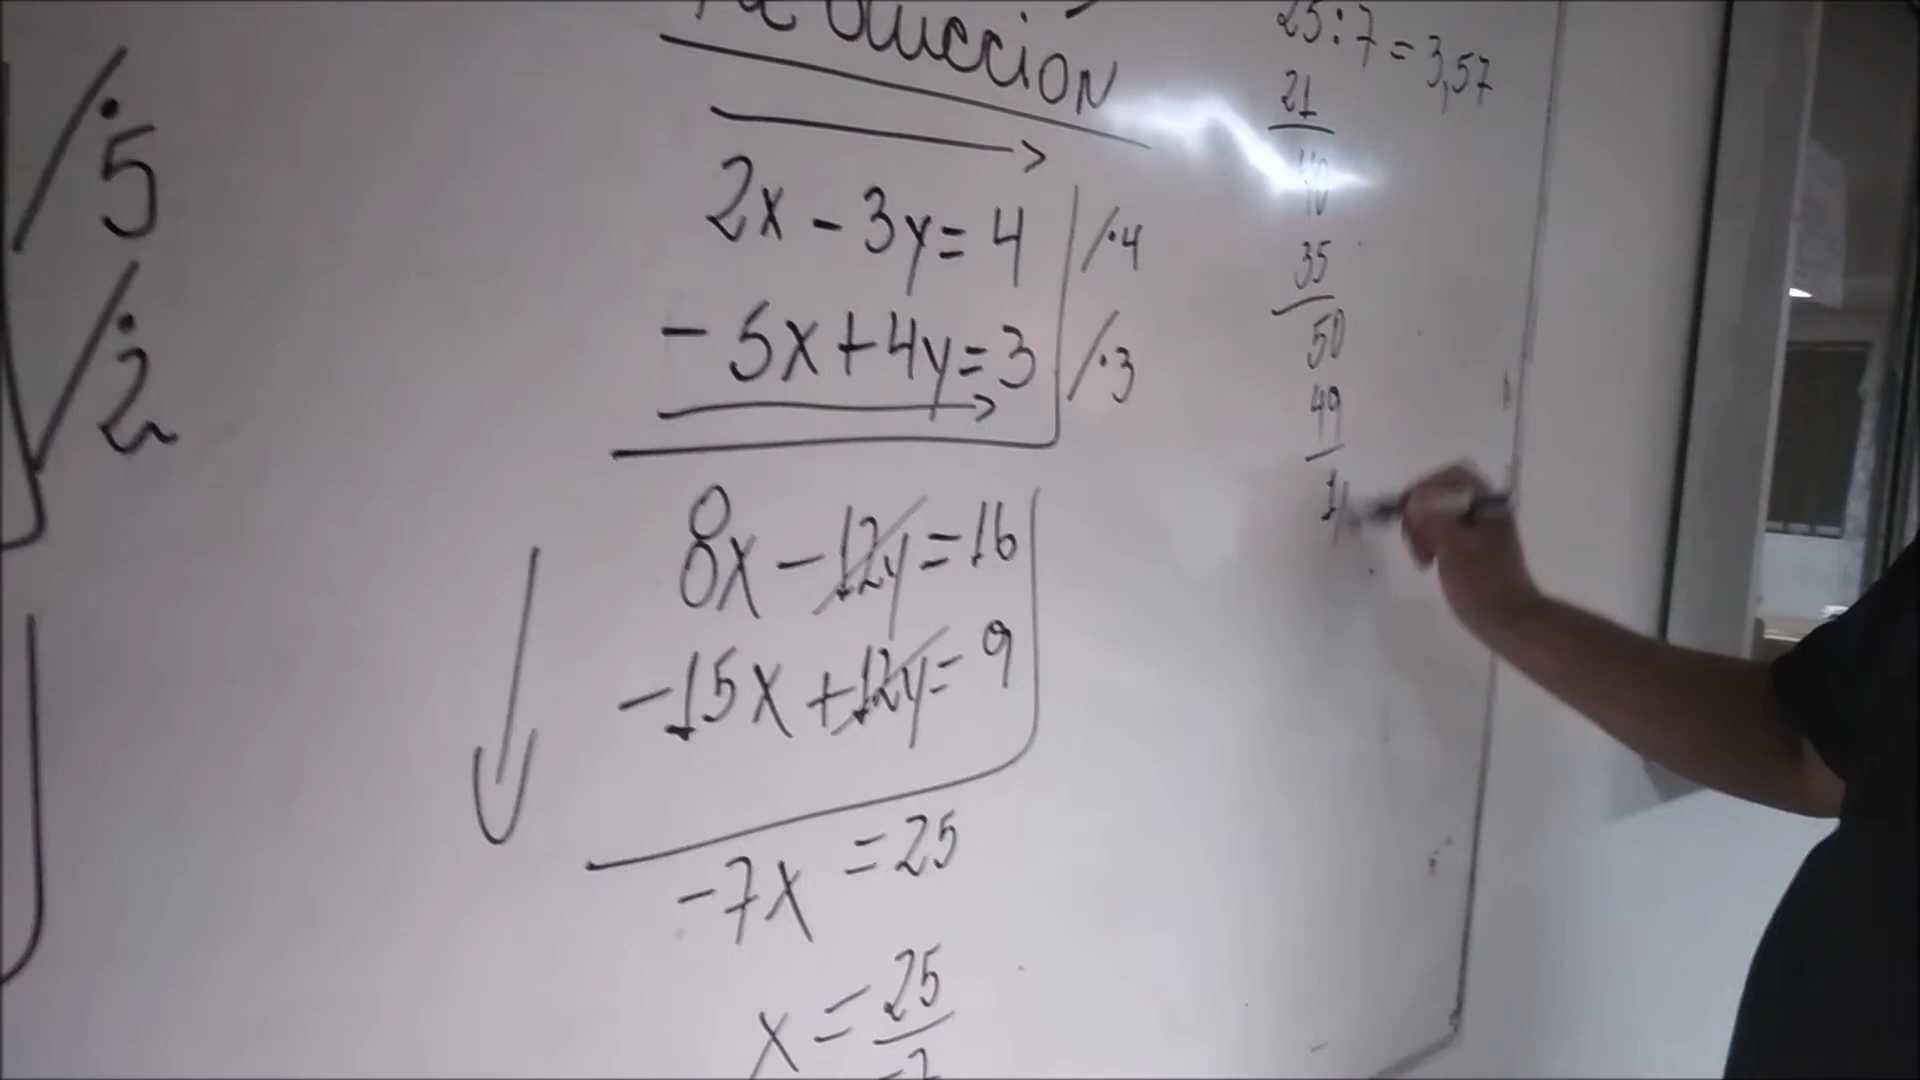 /·5
/·2
2x - 3y = 4 /·4
- 5x + 4y = 3 /·3
8x - 12y = 16
-15x + 12y = 9
-7x = 25
x = 25
25:7 = 3,57
21
40
35
50
49
1